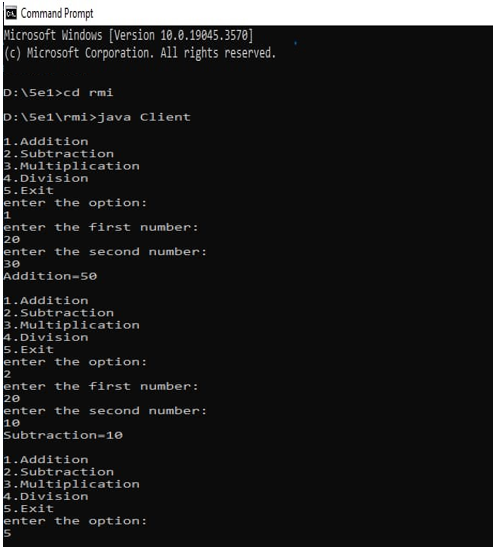 Command Prompt
Microsoft Windows [Version 10.0.19045.3570]
(c) Microsoft Corporation. All rights reserved.
D:\5e1>cd rmi
D:\5e1\rmi>java Client
1.Addition
2.Subtraction
3.Multiplication
4.Division
5.Exit
enter the option:
1
enter the first number:
20
enter the second number:
30
Addition=50
1.Addition
2.Subtraction
3.Multiplication
4.Division
5.Exit
enter the option:
2
enter the first number:
20
enter the second number:
10
Subtraction=10
1.Addition
2.Subtraction
3.Multiplication
4.Division
5.Exit
enter the option:
5